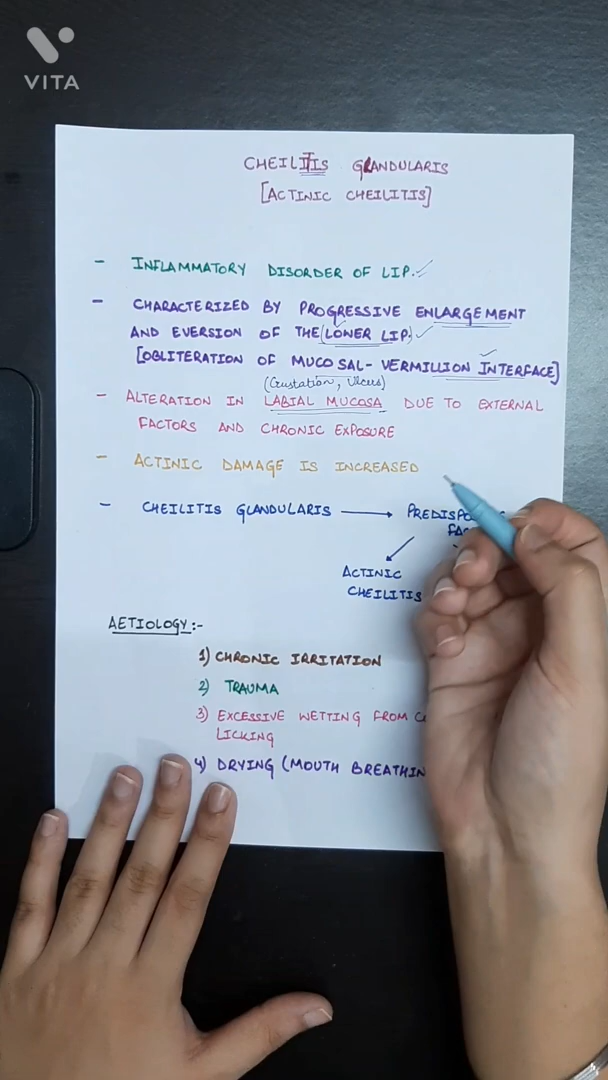 VITA
CHEILITIS GLANDULARIS
[ACTINIC CHEILITIS]
- INFLAMMATORY DISORDER OF LIP.
- CHARACTERIZED BY PROGRESSIVE ENLARGEMENT
AND EVERSION OF THE (LOWER LIP.)
[OBLITERATION OF MUCOSAL-VERMILLION INTERFACE]
(Crustation, Ulcers)
- ALTERATION IN LABIAL MUCOSA DUE TO EXTERNAL
FACTORS AND CHRONIC EXPOSURE
- ACTINIC DAMAGE IS INCREASED
- CHEILITIS GLANDULARIS →
ACTINIC
CHEILITIS
AETIOLOGY:-
1) CHRONIC IRRITATION
2) TRAUMA
3) EXCESSIVE WETTING FROM
LICKING
4) DRYING (MOUTH